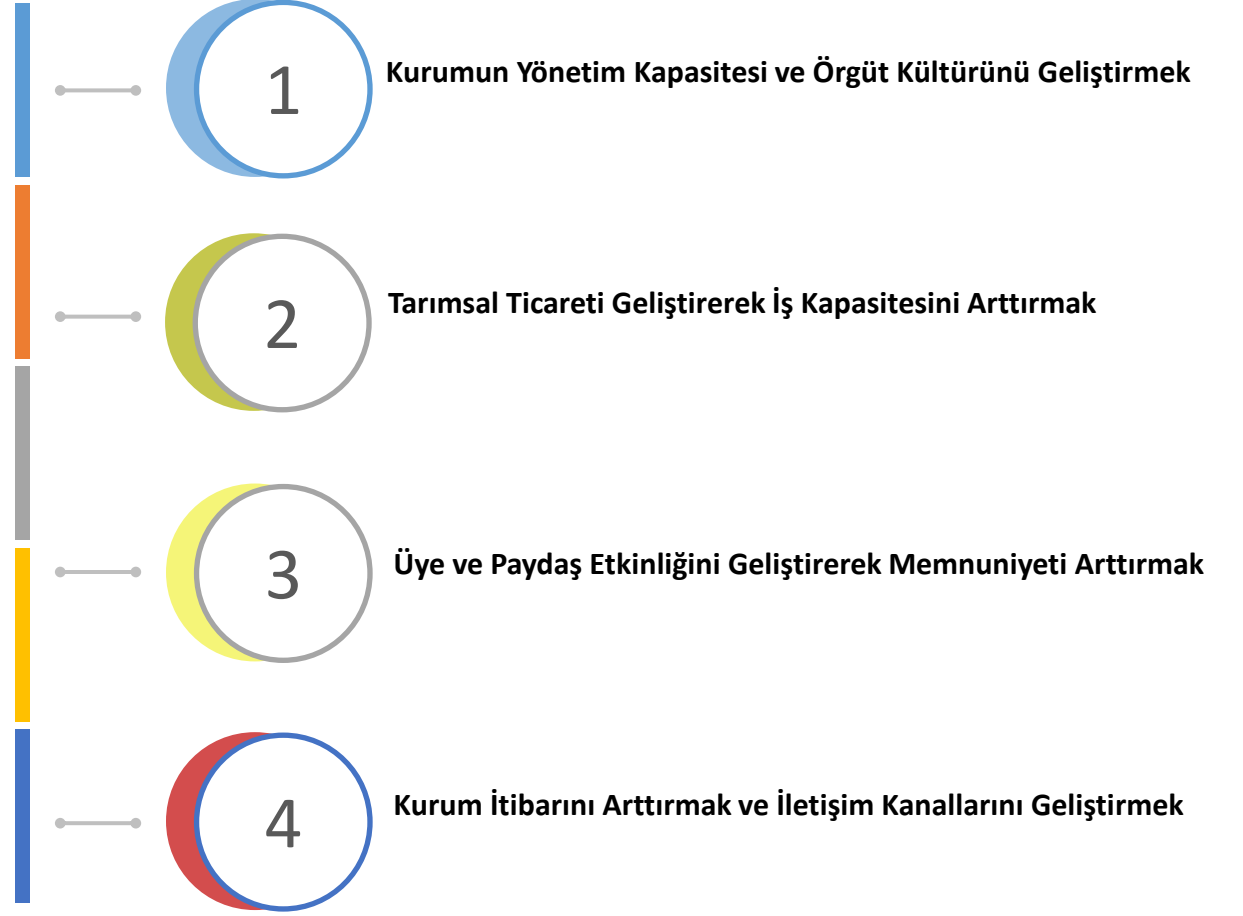 1
Kurumun Yönetim Kapasitesi ve Örgüt Kültürünü Geliştirmek
2
Tarımsal Ticareti Geliştirerek İş Kapasitesini Arttırmak
3
Üye ve Paydaş Etkinliğini Geliştirerek Memnuniyeti Arttırmak
4
Kurum İtibarını Arttırmak ve İletişim Kanallarını Geliştirmek